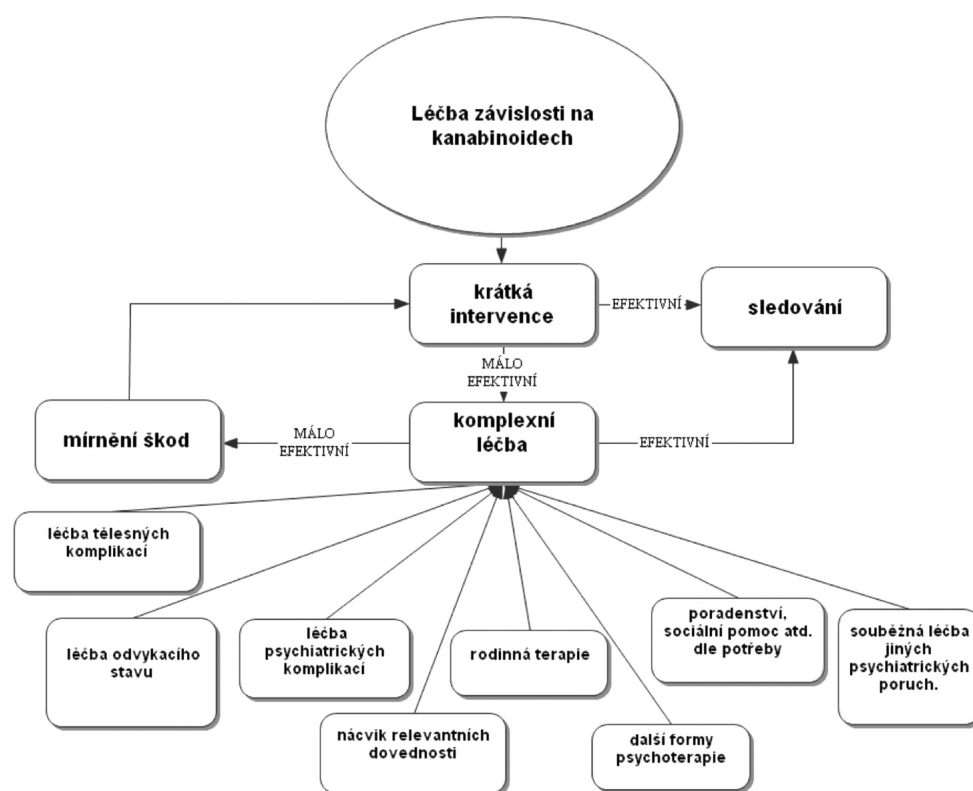 Léčba závislosti na
kanabinoidech
krátká
intervence
EFEKTIVNÍ
sledování
MÁLO
EFEKTIVNÍ
mírnění škod
MÁLO
EFEKTIVNÍ
komplexní
léčba
EFEKTIVNÍ
léčba tělesných
komplikací
léčba odvykacího
stavu
léčba
psychiatrických
komplikací
rodinná terapie
poradenství,
sociální pomoc atd.
dle potřeby
souběžná léčba
jiných
psychiatrických
poruch.
nácvik relevantních
dovedností
další formy
psychoterapie